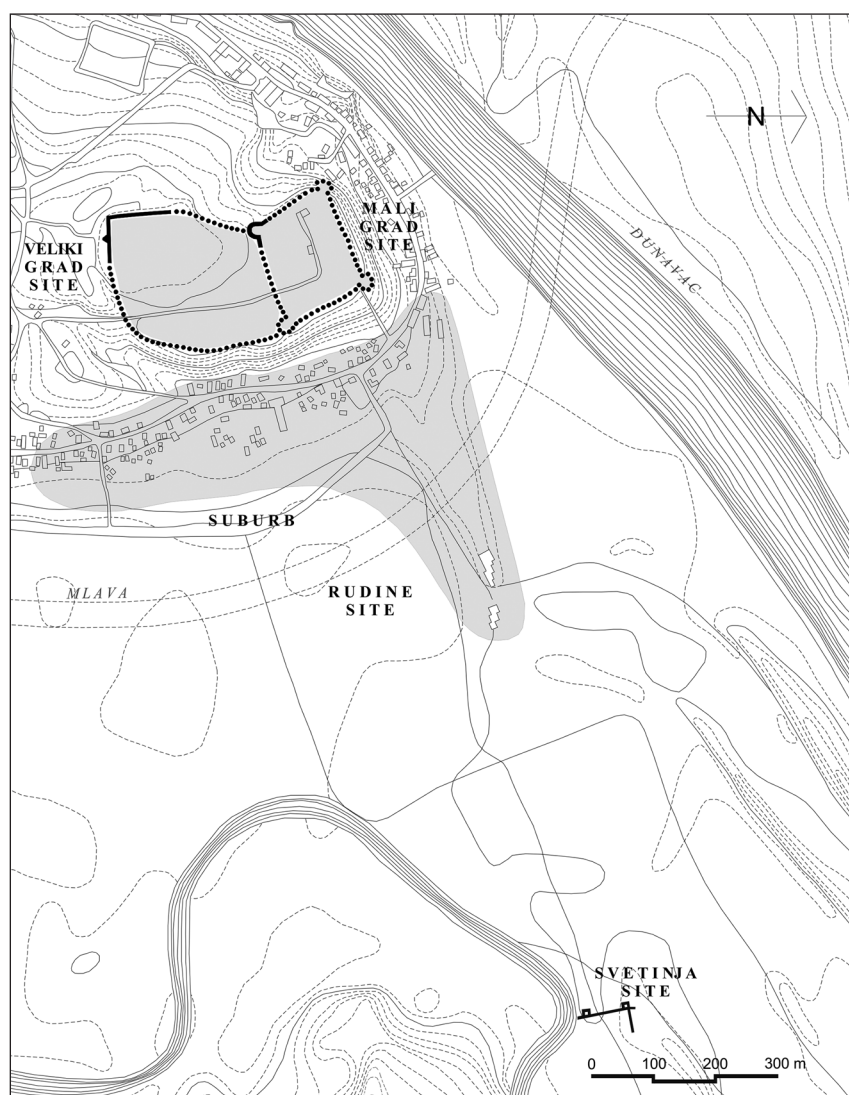 N
MALI
GRAD
SITE
VELIKI
GRAD
SITE
DUNAVAC
SUBURB
MLAVA
RUDINE
SITE
SVETINJA
SITE
0 100 200 300 m